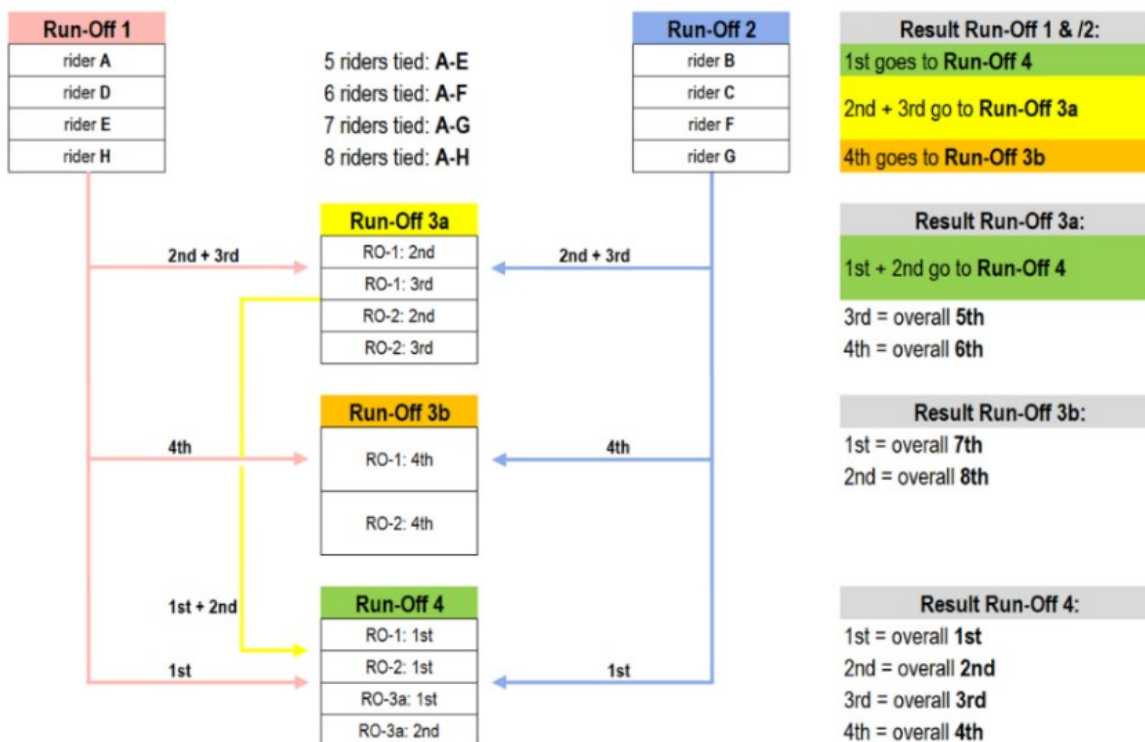 Run-Off 1
rider A
rider D
rider E
rider H
5 riders tied: A-E
6 riders tied: A-F
7 riders tied: A-G
8 riders tied: A-H
Run-Off 2
rider B
rider C
rider F
rider G
Result Run-Off 1 & /2:
1st goes to Run-Off 4
2nd + 3rd go to Run-Off 3a
4th goes to Run-Off 3b
2nd + 3rd
Run-Off 3a
RO-1: 2nd
RO-1: 3rd
RO-2: 2nd
RO-2: 3rd
2nd + 3rd
Result Run-Off 3a:
1st + 2nd go to Run-Off 4
3rd = overall 5th
4th = overall 6th
4th
Run-Off 3b
RO-1: 4th
RO-2: 4th
4th
Result Run-Off 3b:
1st = overall 7th
2nd = overall 8th
1st + 2nd
1st
Run-Off 4
RO-1: 1st
RO-2: 1st
RO-3a: 1st
RO-3a: 2nd
1st
Result Run-Off 4:
1st = overall 1st
2nd = overall 2nd
3rd = overall 3rd
4th = overall 4th